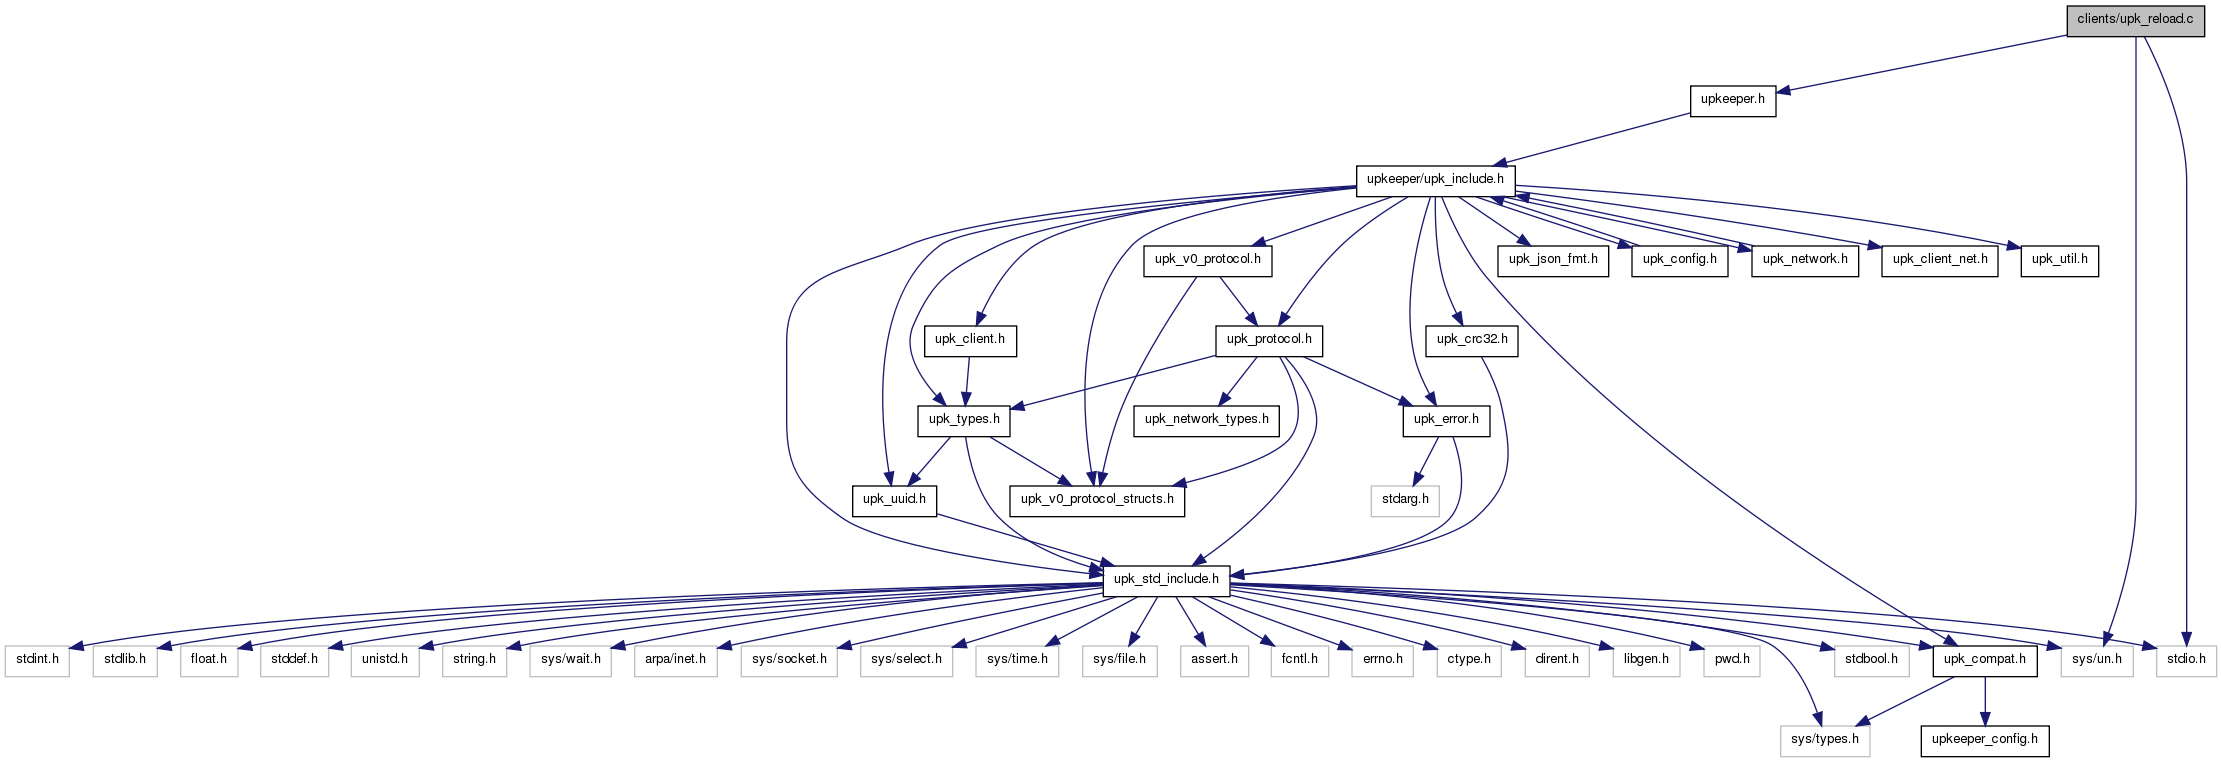 clients/upk_reload.c
upkeeper.h
upkeeper/upk_include.h
upk_v0_protocol.h
upk_json_fmt.h
upk_config.h
upk_network.h
upk_client_net.h
upk_util.h
upk_client.h
upk_protocol.h
upk_crc32.h
upk_types.h
upk_network_types.h
upk_error.h
upk_uuid.h
upk_v0_protocol_structs.h
stdarg.h
upk_std_include.h
stdint.h
stdlib.h
float.h
stddef.h
unistd.h
string.h
sys/wait.h
arpa/inet.h
sys/socket.h
sys/select.h
sys/time.h
sys/file.h
assert.h
fcntl.h
errno.h
ctype.h
dirent.h
libgen.h
pwd.h
stdbool.h
upk_compat.h
sys/un.h
stdio.h
sys/types.h
upkeeper_config.h